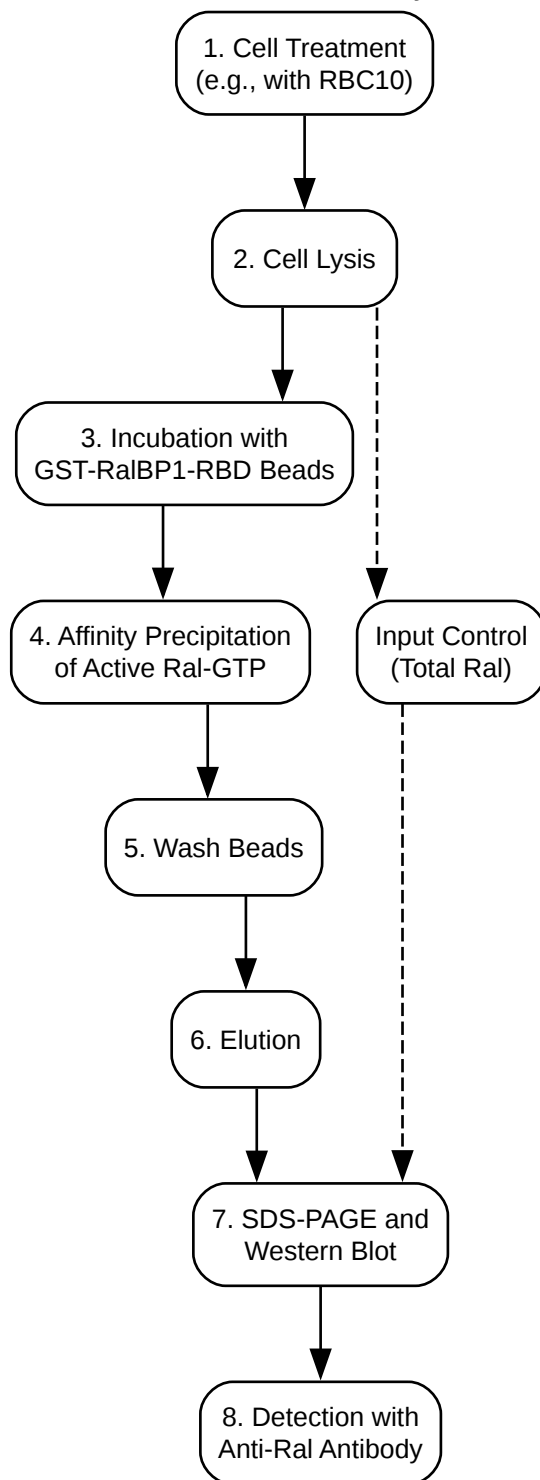 1. Cell Treatment
(e.g., with RBC10)
2. Cell Lysis
3. Incubation with
GST-RalBP1-RBD Beads
4. Affinity Precipitation
of Active Ral-GTP
Input Control
(Total Ral)
5. Wash Beads
6. Elution
7. SDS-PAGE and
Western Blot
8. Detection with
Anti-Ral Antibody